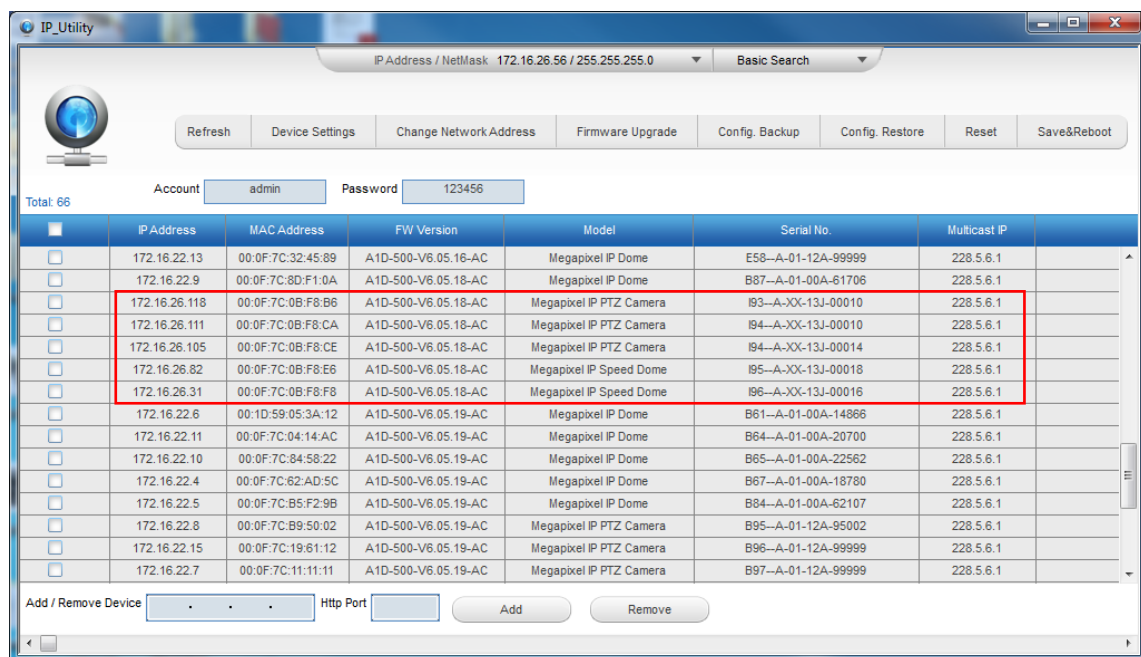 IP_Utility
IP Address / NetMask 172.16.26.56 / 255.255.255.0 Basic Search
Refresh Device Settings Change Network Address Firmware Upgrade Config. Backup Config. Restore Reset Save&Reboot
Account admin Password 123456
Total: 66
IP Address MAC Address FW Version Model Serial No. Multicast IP
172.16.22.13 00:0F:7C:32:45:89 A1D-500-V6.05.16-AC Megapixel IP Dome E58--A-01-12A-99999 228.5.6.1
172.16.22.9 00:0F:7C:8D:F1:0A A1D-500-V6.05.18-AC Megapixel IP Dome B87--A-01-00A-61706 228.5.6.1
172.16.26.118 00:0F:7C:0B:F8:B6 A1D-500-V6.05.18-AC Megapixel IP PTZ Camera I93--A-XX-13J-00010 228.5.6.1
172.16.26.111 00:0F:7C:0B:F8:CA A1D-500-V6.05.18-AC Megapixel IP PTZ Camera I94--A-XX-13J-00010 228.5.6.1
172.16.26.105 00:0F:7C:0B:F8:CE A1D-500-V6.05.18-AC Megapixel IP PTZ Camera I94--A-XX-13J-00014 228.5.6.1
172.16.26.82 00:0F:7C:0B:F8:E6 A1D-500-V6.05.18-AC Megapixel IP Speed Dome I95--A-XX-13J-00018 228.5.6.1
172.16.26.31 00:0F:7C:0B:F8:F8 A1D-500-V6.05.18-AC Megapixel IP Speed Dome I96--A-XX-13J-00016 228.5.6.1
172.16.22.6 00:1D:59:05:3A:12 A1D-500-V6.05.19-AC Megapixel IP Dome B61--A-01-00A-14866 228.5.6.1
172.16.22.11 00:0F:7C:04:14:AC A1D-500-V6.05.19-AC Megapixel IP Dome B64--A-01-00A-20700 228.5.6.1
172.16.22.10 00:0F:7C:84:58:22 A1D-500-V6.05.19-AC Megapixel IP Dome B65--A-01-00A-22562 228.5.6.1
172.16.22.4 00:0F:7C:62:AD:5C A1D-500-V6.05.19-AC Megapixel IP Dome B67--A-01-00A-18780 228.5.6.1
172.16.22.5 00:0F:7C:B5:F2:9B A1D-500-V6.05.19-AC Megapixel IP Dome B84--A-01-00A-62107 228.5.6.1
172.16.22.8 00:0F:7C:B9:50:02 A1D-500-V6.05.19-AC Megapixel IP PTZ Camera B95--A-01-12A-95002 228.5.6.1
172.16.22.15 00:0F:7C:19:61:12 A1D-500-V6.05.19-AC Megapixel IP PTZ Camera B96--A-01-12A-99999 228.5.6.1
172.16.22.7 00:0F:7C:11:11:11 A1D-500-V6.05.19-AC Megapixel IP PTZ Camera B97--A-01-12A-99999 228.5.6.1
Add / Remove Device . . . Http Port Add Remove